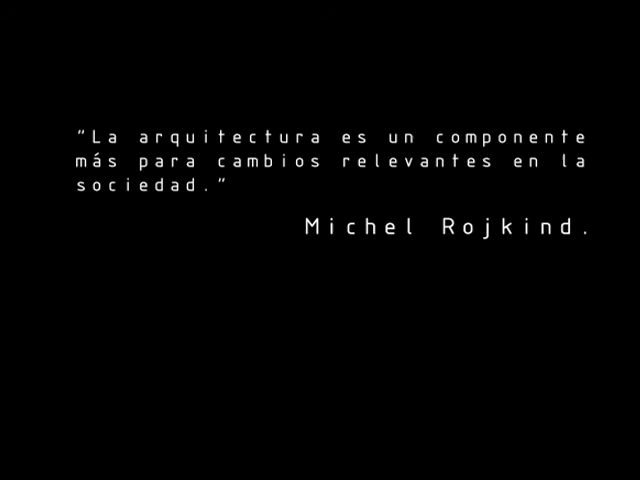 "La arquitectura es un componente
más para cambios relevantes en la
sociedad."
Michel Rojkind.